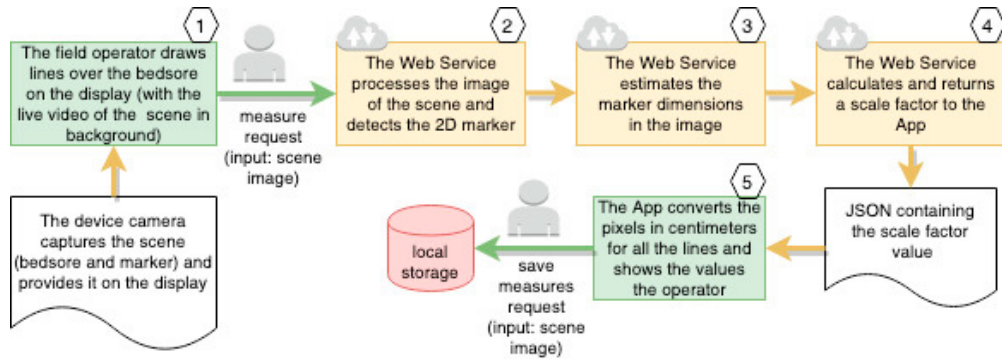 1
The field operator draws
lines over the bedsore
on the display (with the
live video of the scene in
background)
measure
request
(input: scene
image)
2
The Web Service
processes the image
of the scene and
detects the 2D marker
3
The Web Service
estimates the
marker dimensions
in the image
4
The Web Service
calculates and returns
a scale factor to the
App
The device camera
captures the scene
(bedsore and marker) and
provides it on the display
local
storage
save
measures
request
(input: scene
image)
5
The App converts the
pixels in centimeters
for all the lines and
shows the values
the operator
JSON containing
the scale factor
value